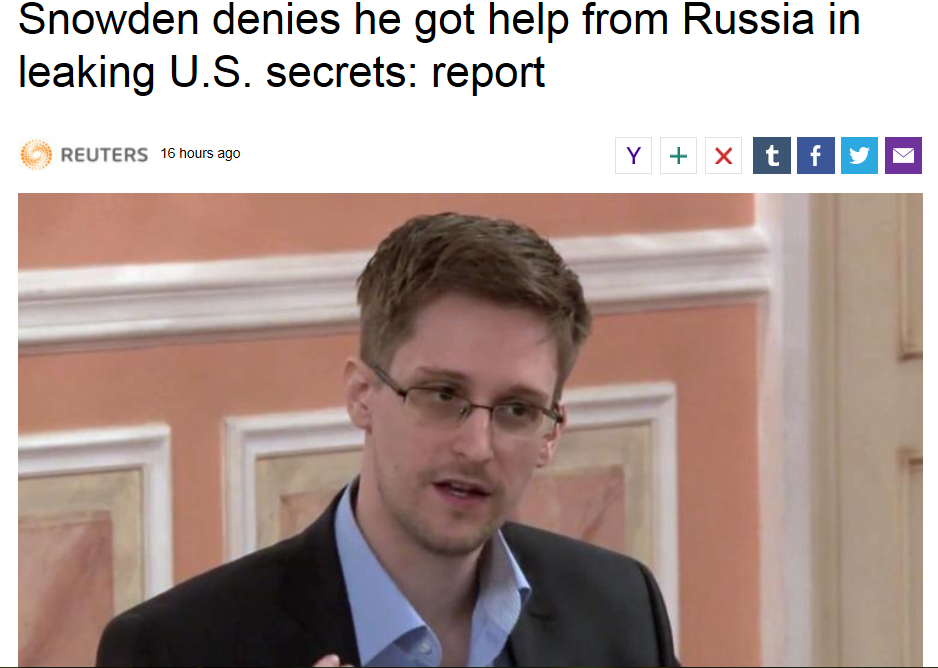 Snowden denies he got help from Russia in
leaking U.S. secrets: report
REUTERS 16 hours ago Y + t f